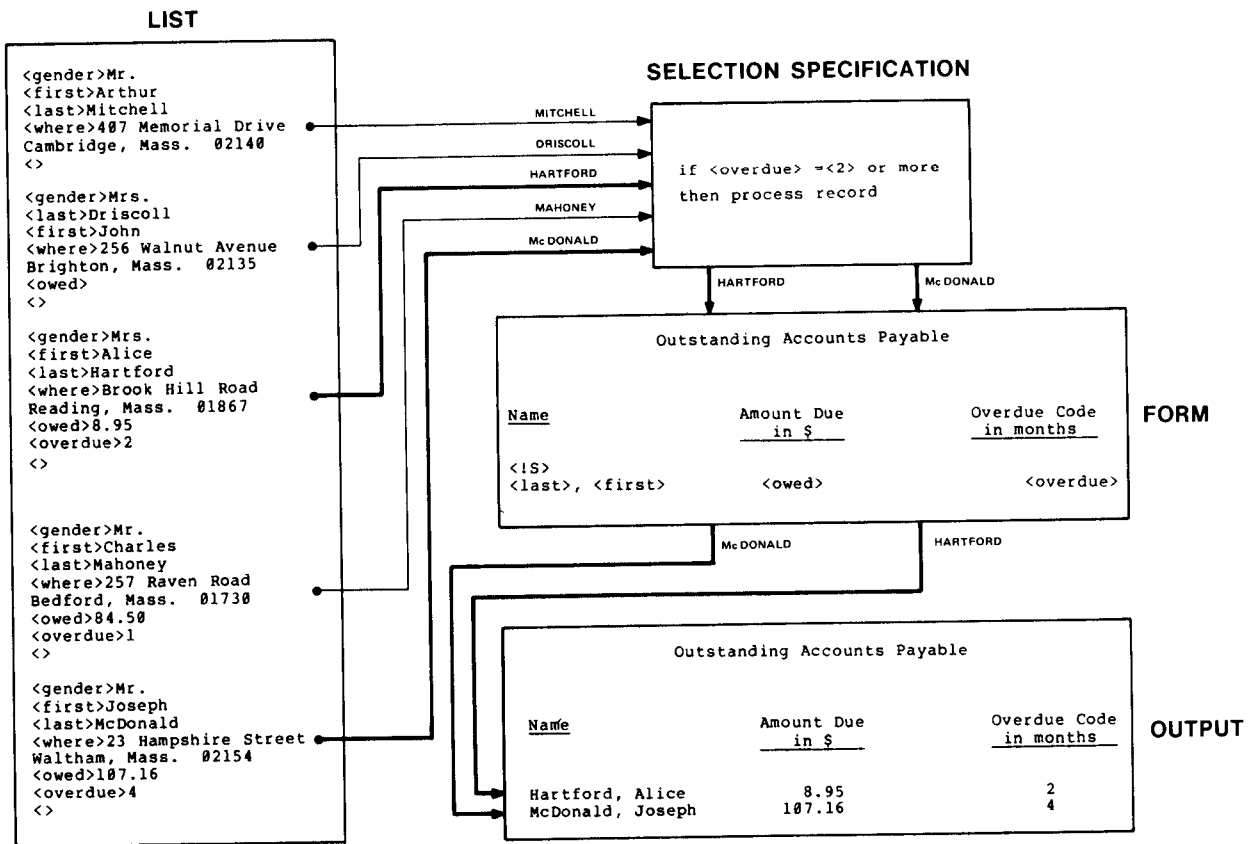 LIST
<gender>Mr.
<first>Arthur
<last>Mitchell
<where>407 Memorial Drive
Cambridge, Mass. 02140
<>
<gender>Mrs.
<last>Driscoll
<first>John
<where>256 Walnut Avenue
Brighton, Mass. 02135
<owed>
<>
<gender>Mrs.
<first>Alice
<last>Hartford
<where>Brook Hill Road
Reading, Mass. 01867
<owed>8.95
<overdue>2
<>
<gender>Mr.
<first>Charles
<last>Mahoney
<where>257 Raven Road
Bedford, Mass. 01730
<owed>84.50
<overdue>1
<>
<gender>Mr.
<first>Joseph
<last>McDonald
<where>23 Hampshire Street
Waltham, Mass. 02154
<owed>107.16
<overdue>4
<>
MITCHELL
DRISCOLL
HARTFORD
MAHONEY
McDONALD
SELECTION SPECIFICATION
if <overdue> =<2> or more
then process record
HARTFORD
McDONALD
Outstanding Accounts Payable
Name
Amount Due
in $
Overdue Code
in months
<!S>
<last>, <first> <owed> <overdue>
FORM
McDONALD
HARTFORD
Outstanding Accounts Payable
Name
Amount Due
in $
Overdue Code
in months
Hartford, Alice 8.95 2
McDonald, Joseph 107.16 4
OUTPUT